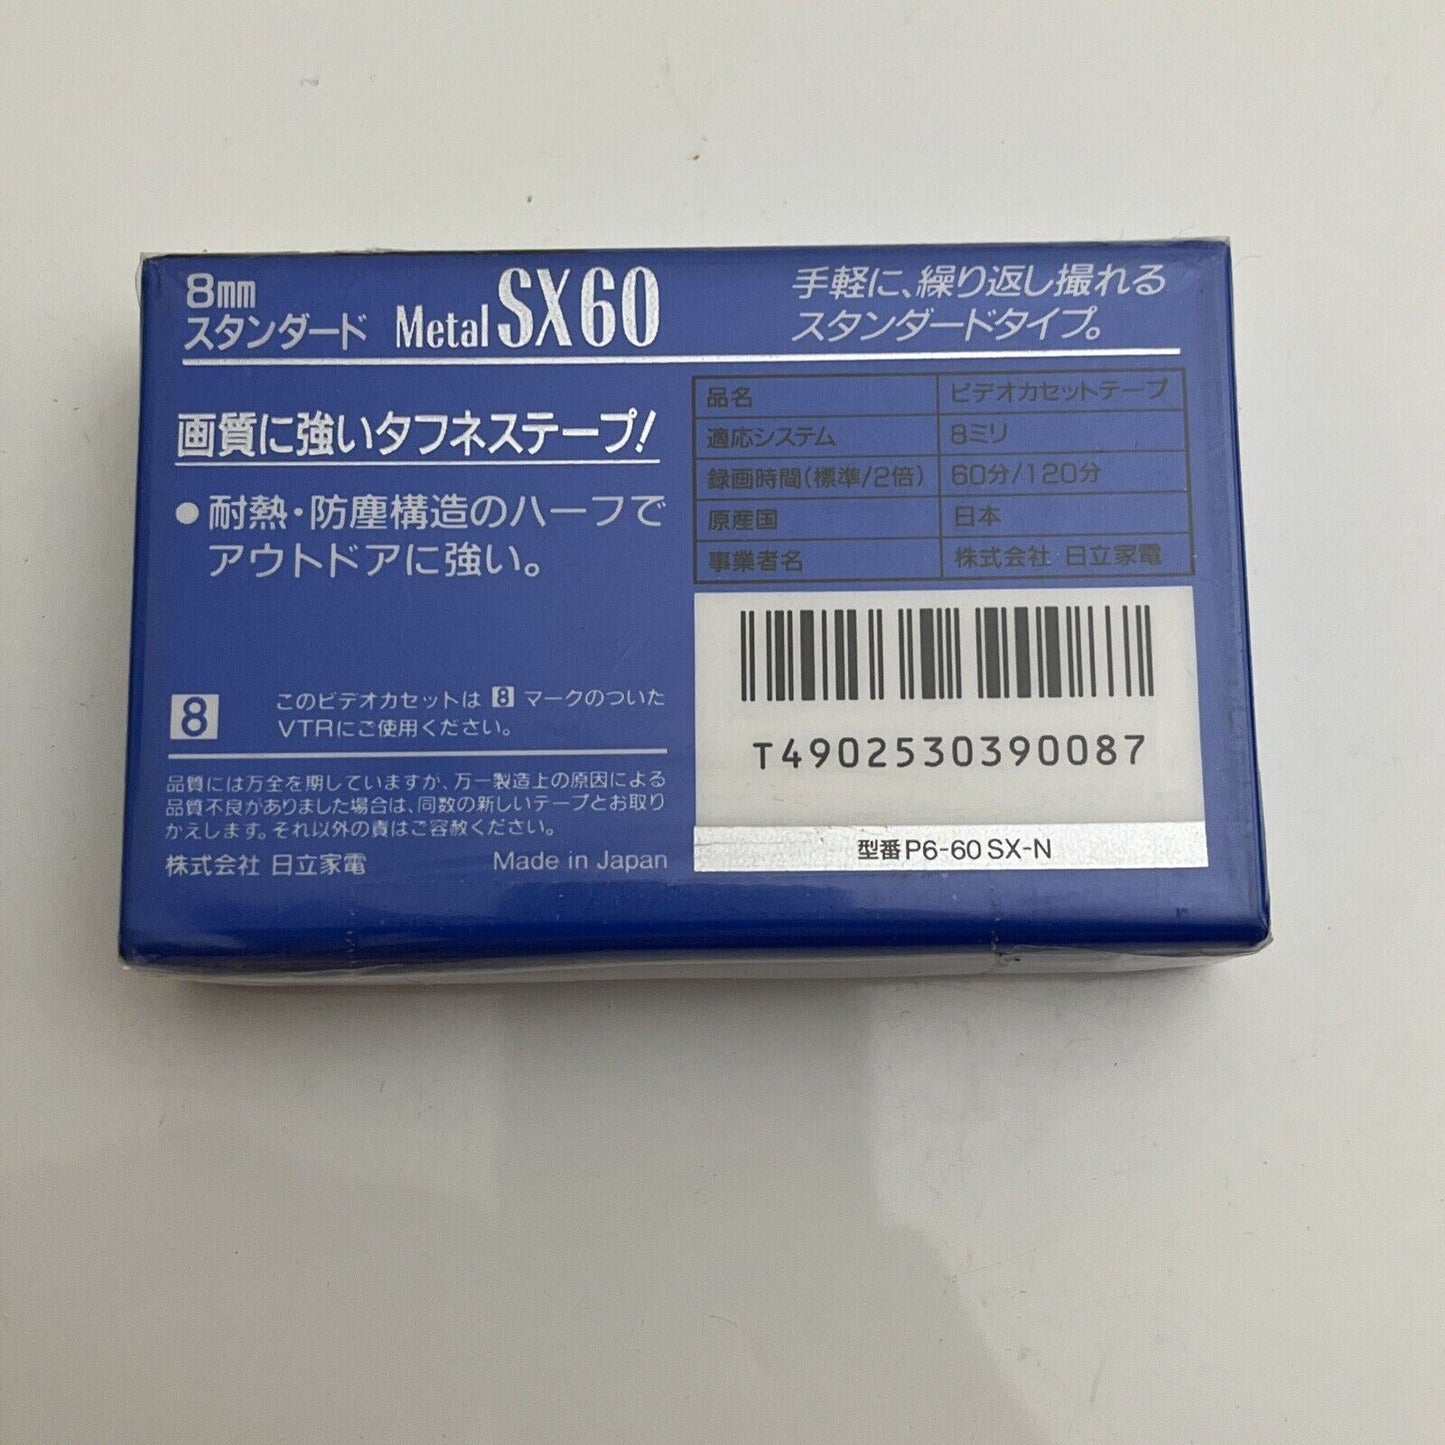 8mm
スタンダード Metal SX60
手軽に、繰り返し撮れる
スタンダードタイプ。
画質に強いタフネステープ!
●耐熱・防塵構造のハーフで
アウトドアに強い。
8
このビデオカセットは 8 マークのついた
VTRにご使用ください。
品質には万全を期していますが、万一製造上の原因による
品質不良がありました場合は、同数の新しいテープとお取り
かえします。それ以外の責はご容赦ください。
株式会社 日立家電 Made in Japan
品名 ビデオカセットテープ
適応システム 8ミリ
録画時間(標準/2倍) 60分/120分
原産国 日本
事業者名 株式会社 日立家電
T4902530390087
型番P6-60 SX-N